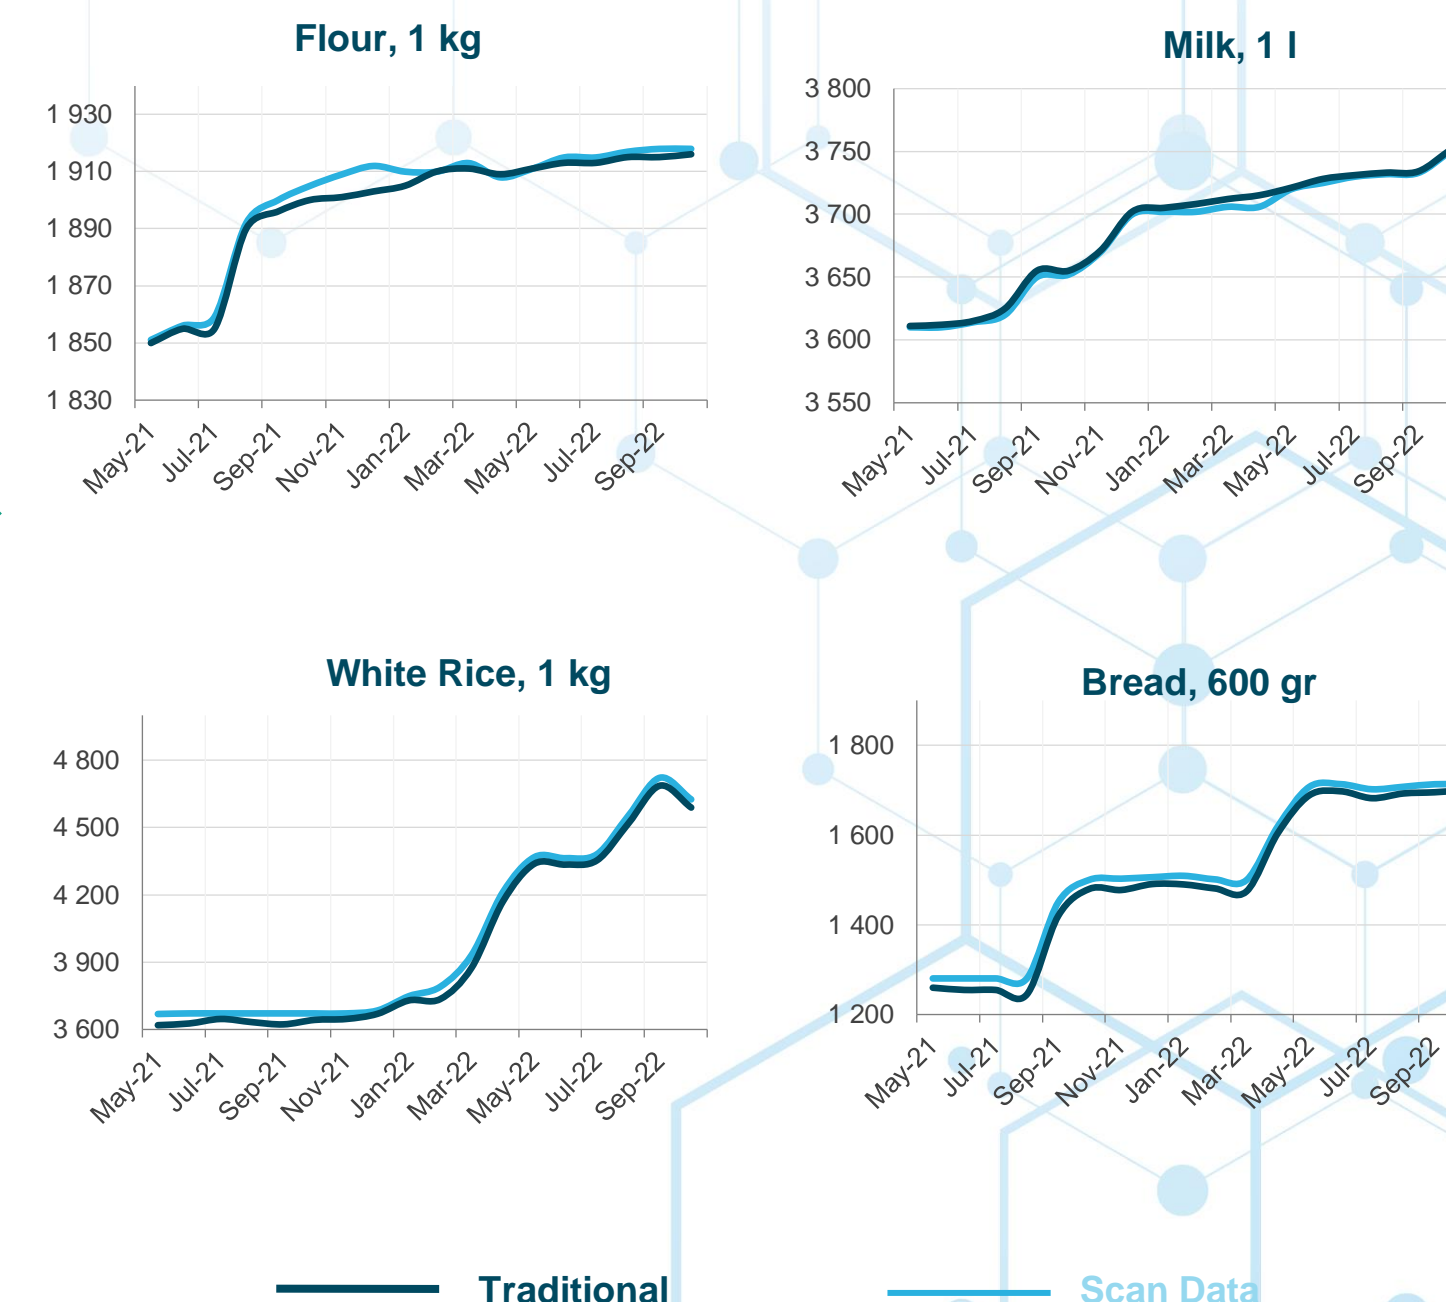 Flour, 1 kg
1 930
1 910
1 890
1 870
1 850
1 830
May-21
Jul-21
Sep-21
Nov-21
Jan-22
Mar-22
May-22
Jul-22
Sep-22
Milk, 1 l
3 800
3 750
3 700
3 650
3 600
3 550
May-21
Jul-21
Sep-21
Nov-21
Jan-22
Mar-22
May-22
Jul-22
Sep-22
White Rice, 1 kg
4 800
4 500
4 200
3 900
3 600
May-21
Jul-21
Sep-21
Nov-21
Jan-22
Mar-22
May-22
Jul-22
Sep-22
Bread, 600 gr
1 800
1 600
1 400
1 200
May-21
Jul-21
Sep-21
Nov-21
Jan-22
Mar-22
May-22
Jul-22
Sep-22
Traditional
Scan Data